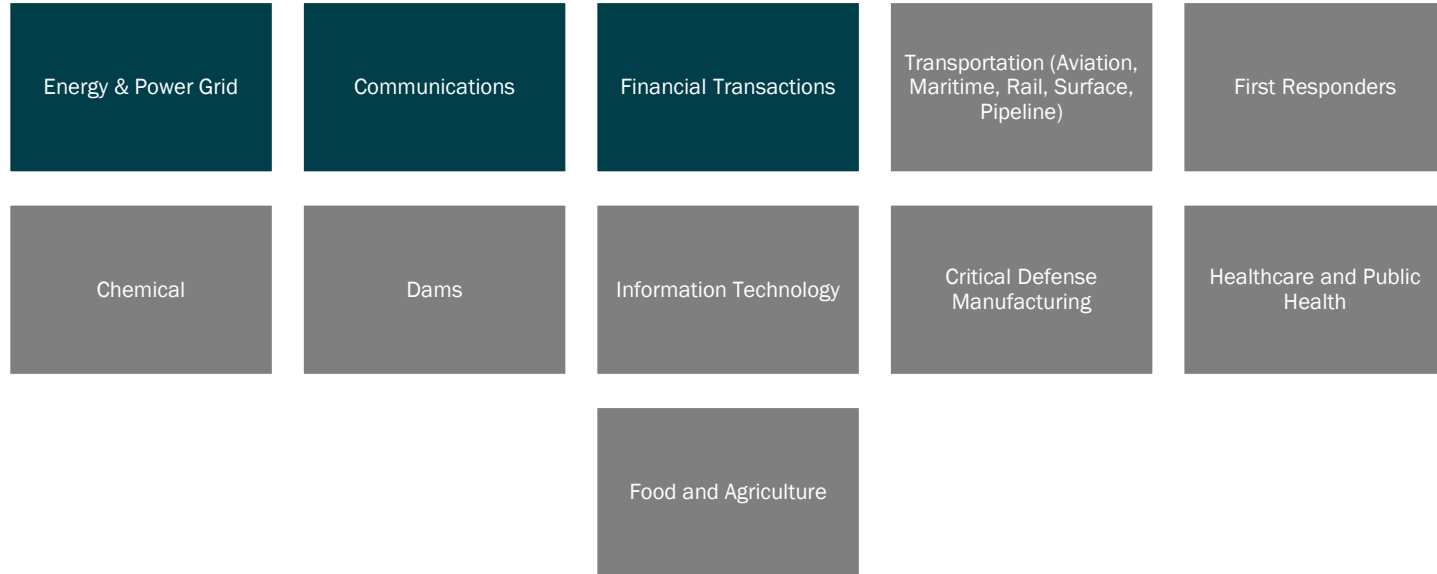 Energy & Power Grid
Communications
Financial Transactions
Transportation (Aviation,
Maritime, Rail, Surface,
Pipeline)
First Responders
Chemical
Dams
Information Technology
Critical Defense
Manufacturing
Healthcare and Public
Health
Food and Agriculture